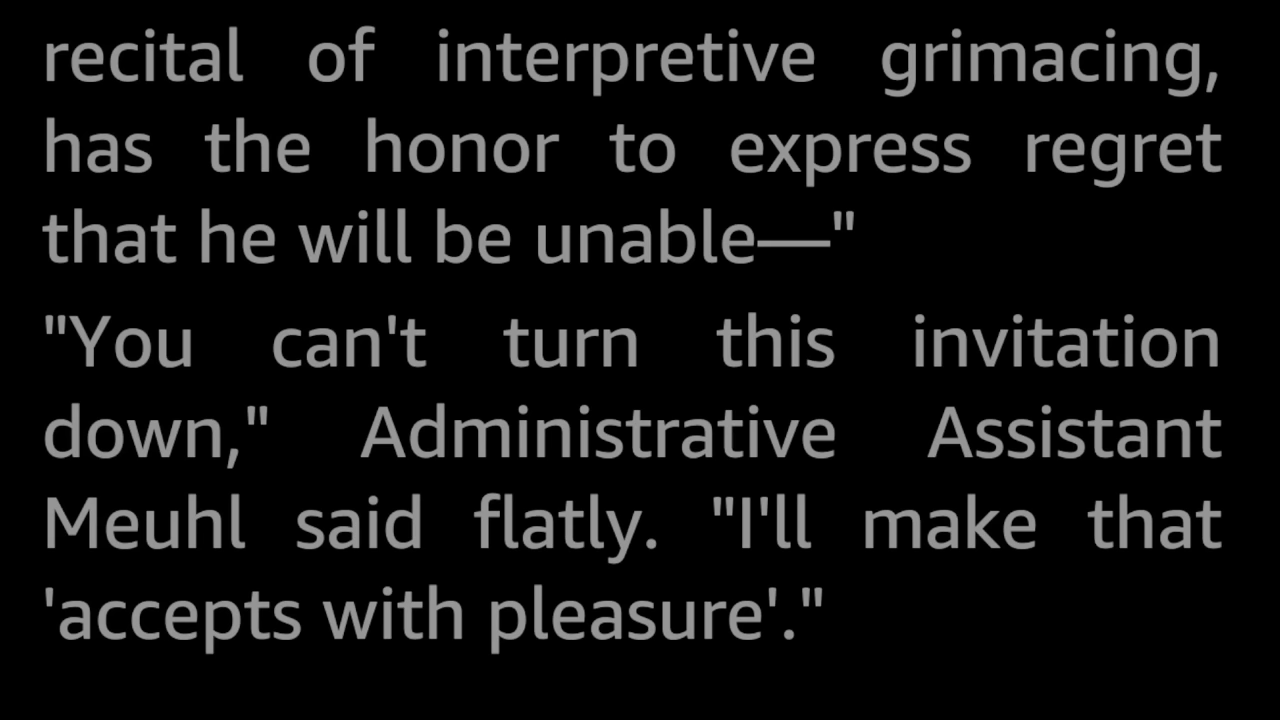 recital of interpretive grimacing,
has the honor to express regret
that he will be unable—"
"You can't turn this invitation
down," Administrative Assistant
Meuhl said flatly. "I'll make that
'accepts with pleasure'."